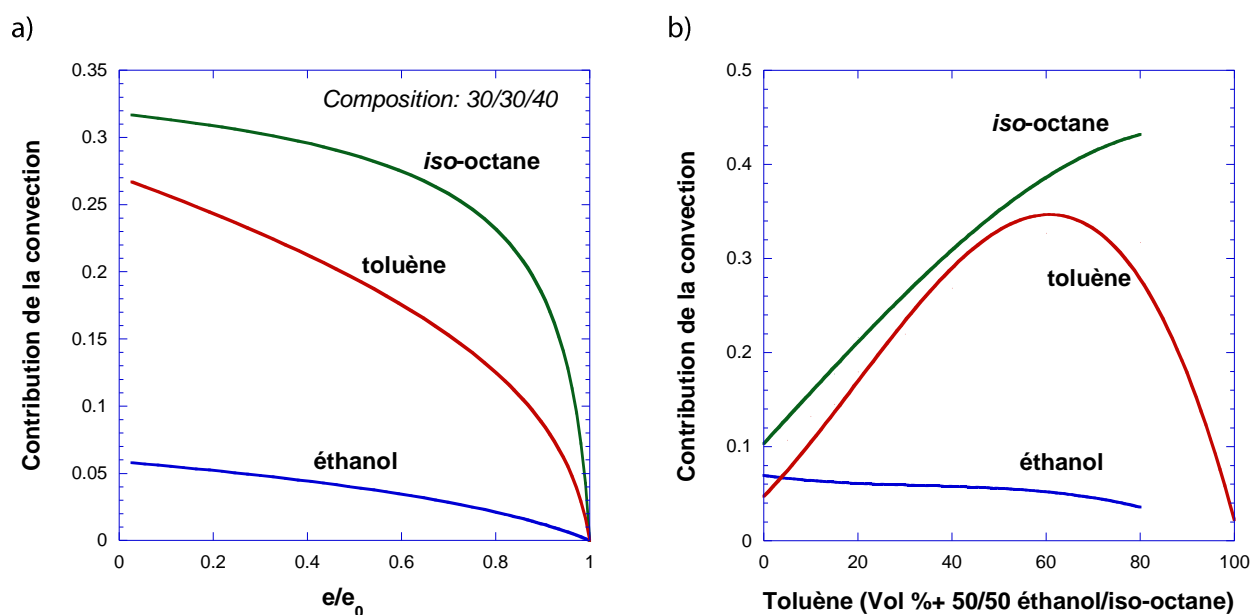 a)
Contribution de la convection
0.35
0.3
0.25
0.2
0.15
0.1
0.05
0
Composition: 30/30/40
iso-octane
toluène
éthanol
0 0.2 0.4 0.6 0.8 1
e/e0
b)
Contribution de la convection
0.5
0.4
0.3
0.2
0.1
0
iso-octane
toluène
éthanol
0 20 40 60 80 100
Toluène (Vol %+ 50/50 éthanol/iso-octane)